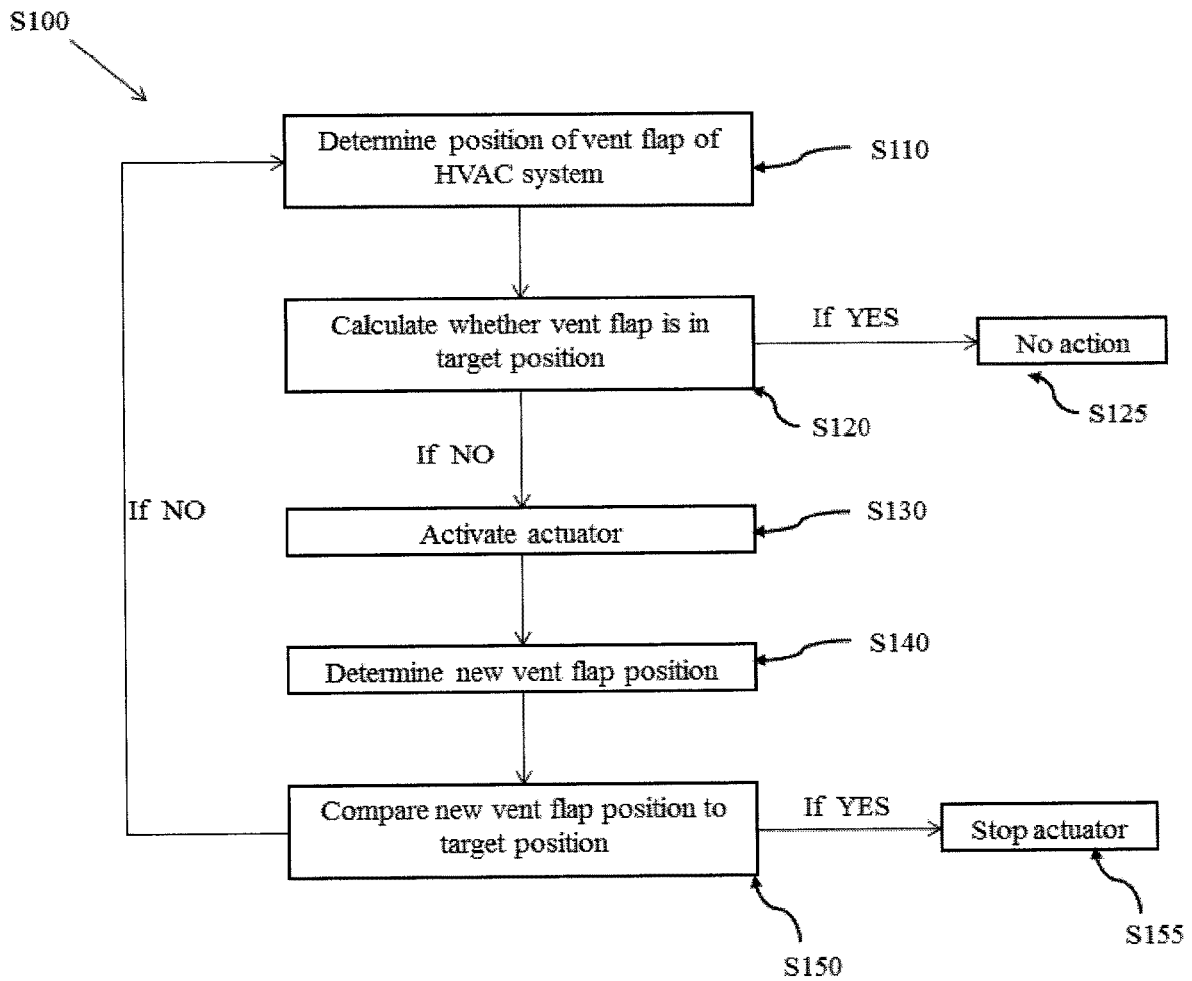 S100
Determine position of vent flap of
HVAC system
S110
Calculate whether vent flap is in
target position
If YES
No action
S125
S120
If NO
If NO
Activate actuator
S130
Determine new vent flap position
S140
Compare new vent flap position to
target position
If YES
Stop actuator
S155
S150